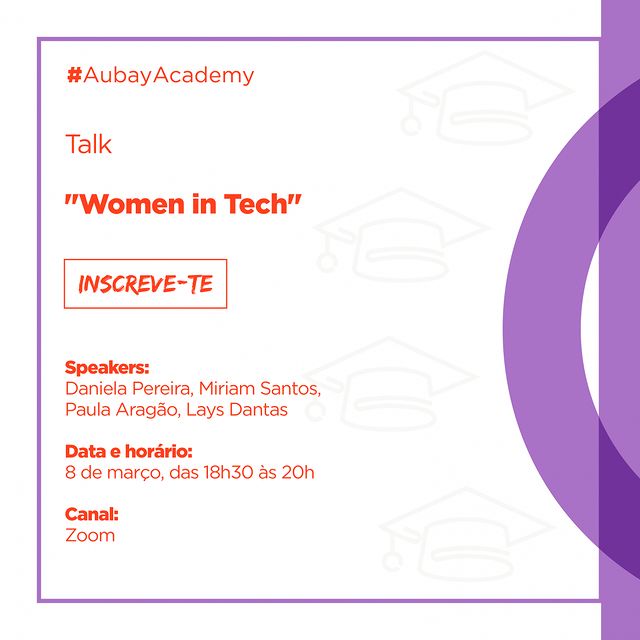 #AubayAcademy
Talk
"Women in Tech"
INSCREVE-TE
Speakers:
Daniela Pereira, Miriam Santos,
Paula Aragão, Lays Dantas
Data e horário:
8 de março, das 18h30 às 20h
Canal:
Zoom